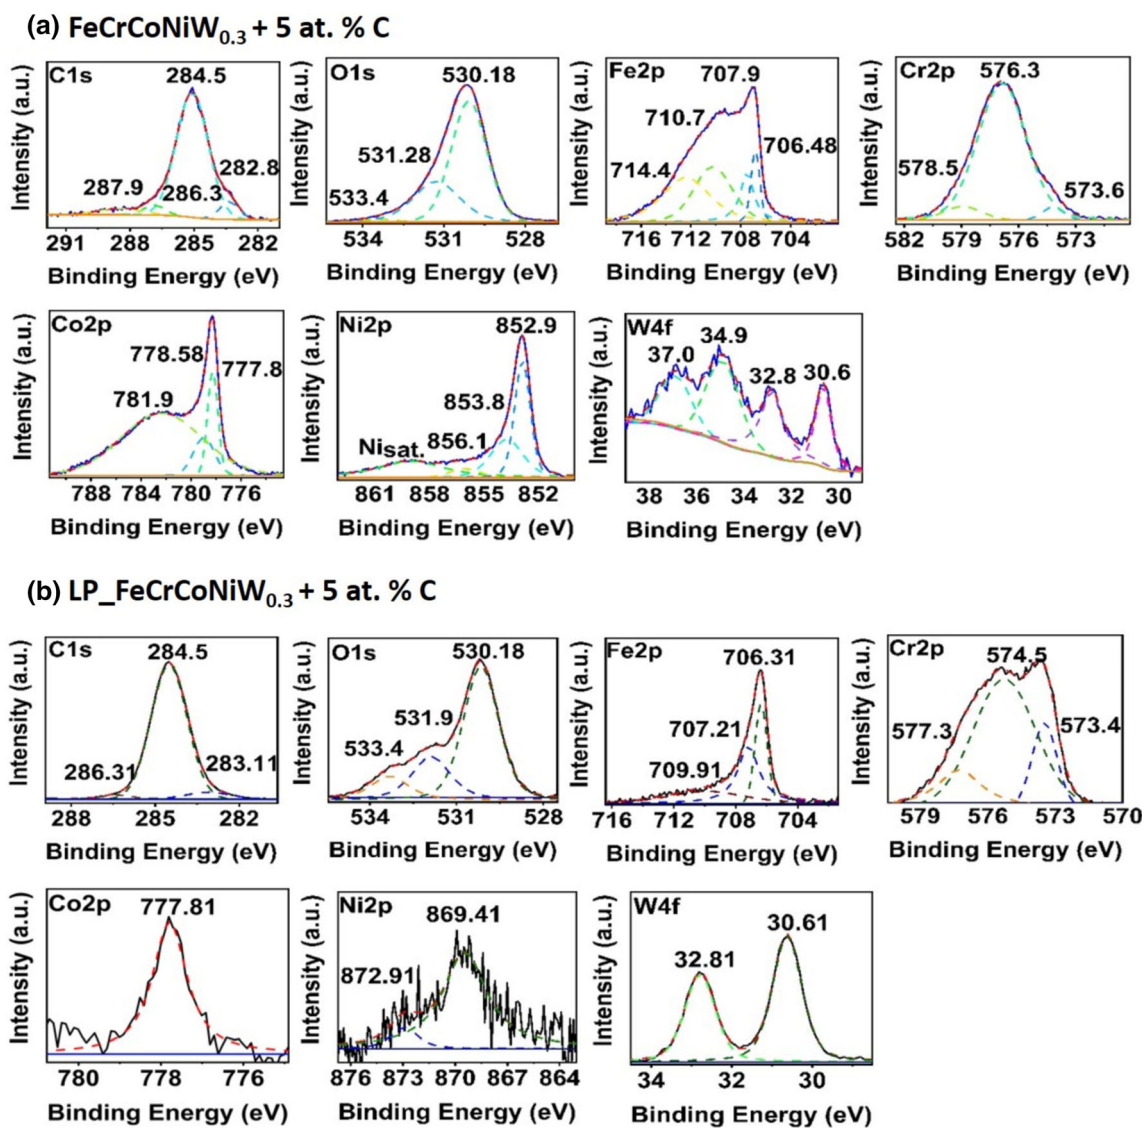 (a) FeCrCoNiW0.3 + 5 at. % C
C1s
284.5
282.8
287.9
286.3
291 288 285 282
Binding Energy (eV)
Intensity (a.u.)
O1s
530.18
531.28
533.4
534 531 528
Binding Energy (eV)
Intensity (a.u.)
Fe2p
707.9
710.7
706.48
714.4
716 712 708 704
Binding Energy (eV)
Intensity (a.u.)
Cr2p
576.3
578.5
573.6
582 579 576 573
Binding Energy (eV)
Intensity (a.u.)
Co2p
778.58
777.8
781.9
788 784 780 776
Binding Energy (eV)
Intensity (a.u.)
Ni2p
852.9
853.8
856.1
Nisat.
861 858 855 852
Binding Energy (eV)
Intensity (a.u.)
W4f
34.9
37.0
32.8
30.6
38 36 34 32 30
Binding Energy (eV)
Intensity (a.u.)
(b) LP_FeCrCoNiW0.3 + 5 at. % C
C1s
284.5
286.31
283.11
288 285 282
Binding Energy (eV)
Intensity (a.u.)
O1s
530.18
531.9
533.4
534 531 528
Binding Energy (eV)
Intensity (a.u.)
Fe2p
706.31
707.21
709.91
716 712 708 704
Binding Energy (eV)
Intensity (a.u.)
Cr2p
574.5
577.3
573.4
579 576 573 570
Binding Energy (eV)
Intensity (a.u.)
Co2p
777.81
780 778 776
Binding Energy (eV)
Intensity (a.u.)
Ni2p
869.41
872.91
876 873 870 867 864
Binding Energy (eV)
Intensity (a.u.)
W4f
30.61
32.81
34 32 30
Binding Energy (eV)
Intensity (a.u.)